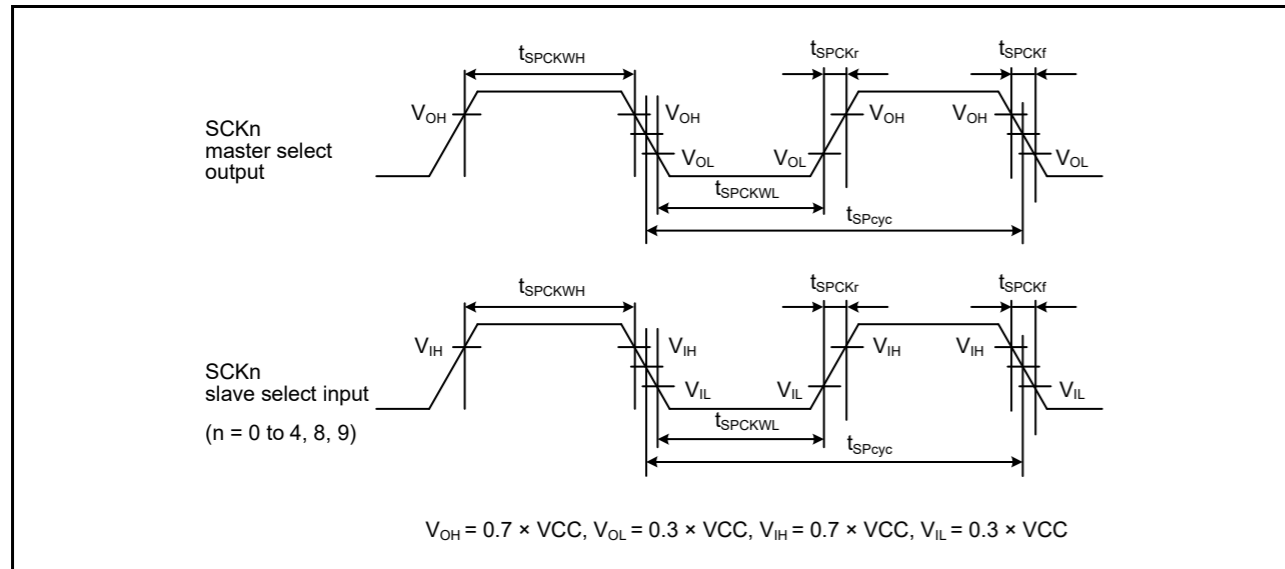 tSPCKWH
tSPCKr
tSPCKf
VOH
VOH
VOH
VOH
SCKn
master select
output
VOL
VOL
VOL
tSPCKWL
tSPcyc
tSPCKWH
tSPCKr
tSPCKf
VIH
VIH
VIH
VIH
SCKn
slave select input
VIL
VIL
VIL
(n = 0 to 4, 8, 9)
tSPCKWL
tSPcyc
VOH = 0.7 × VCC, VOL = 0.3 × VCC, VIH = 0.7 × VCC, VIL = 0.3 × VCC